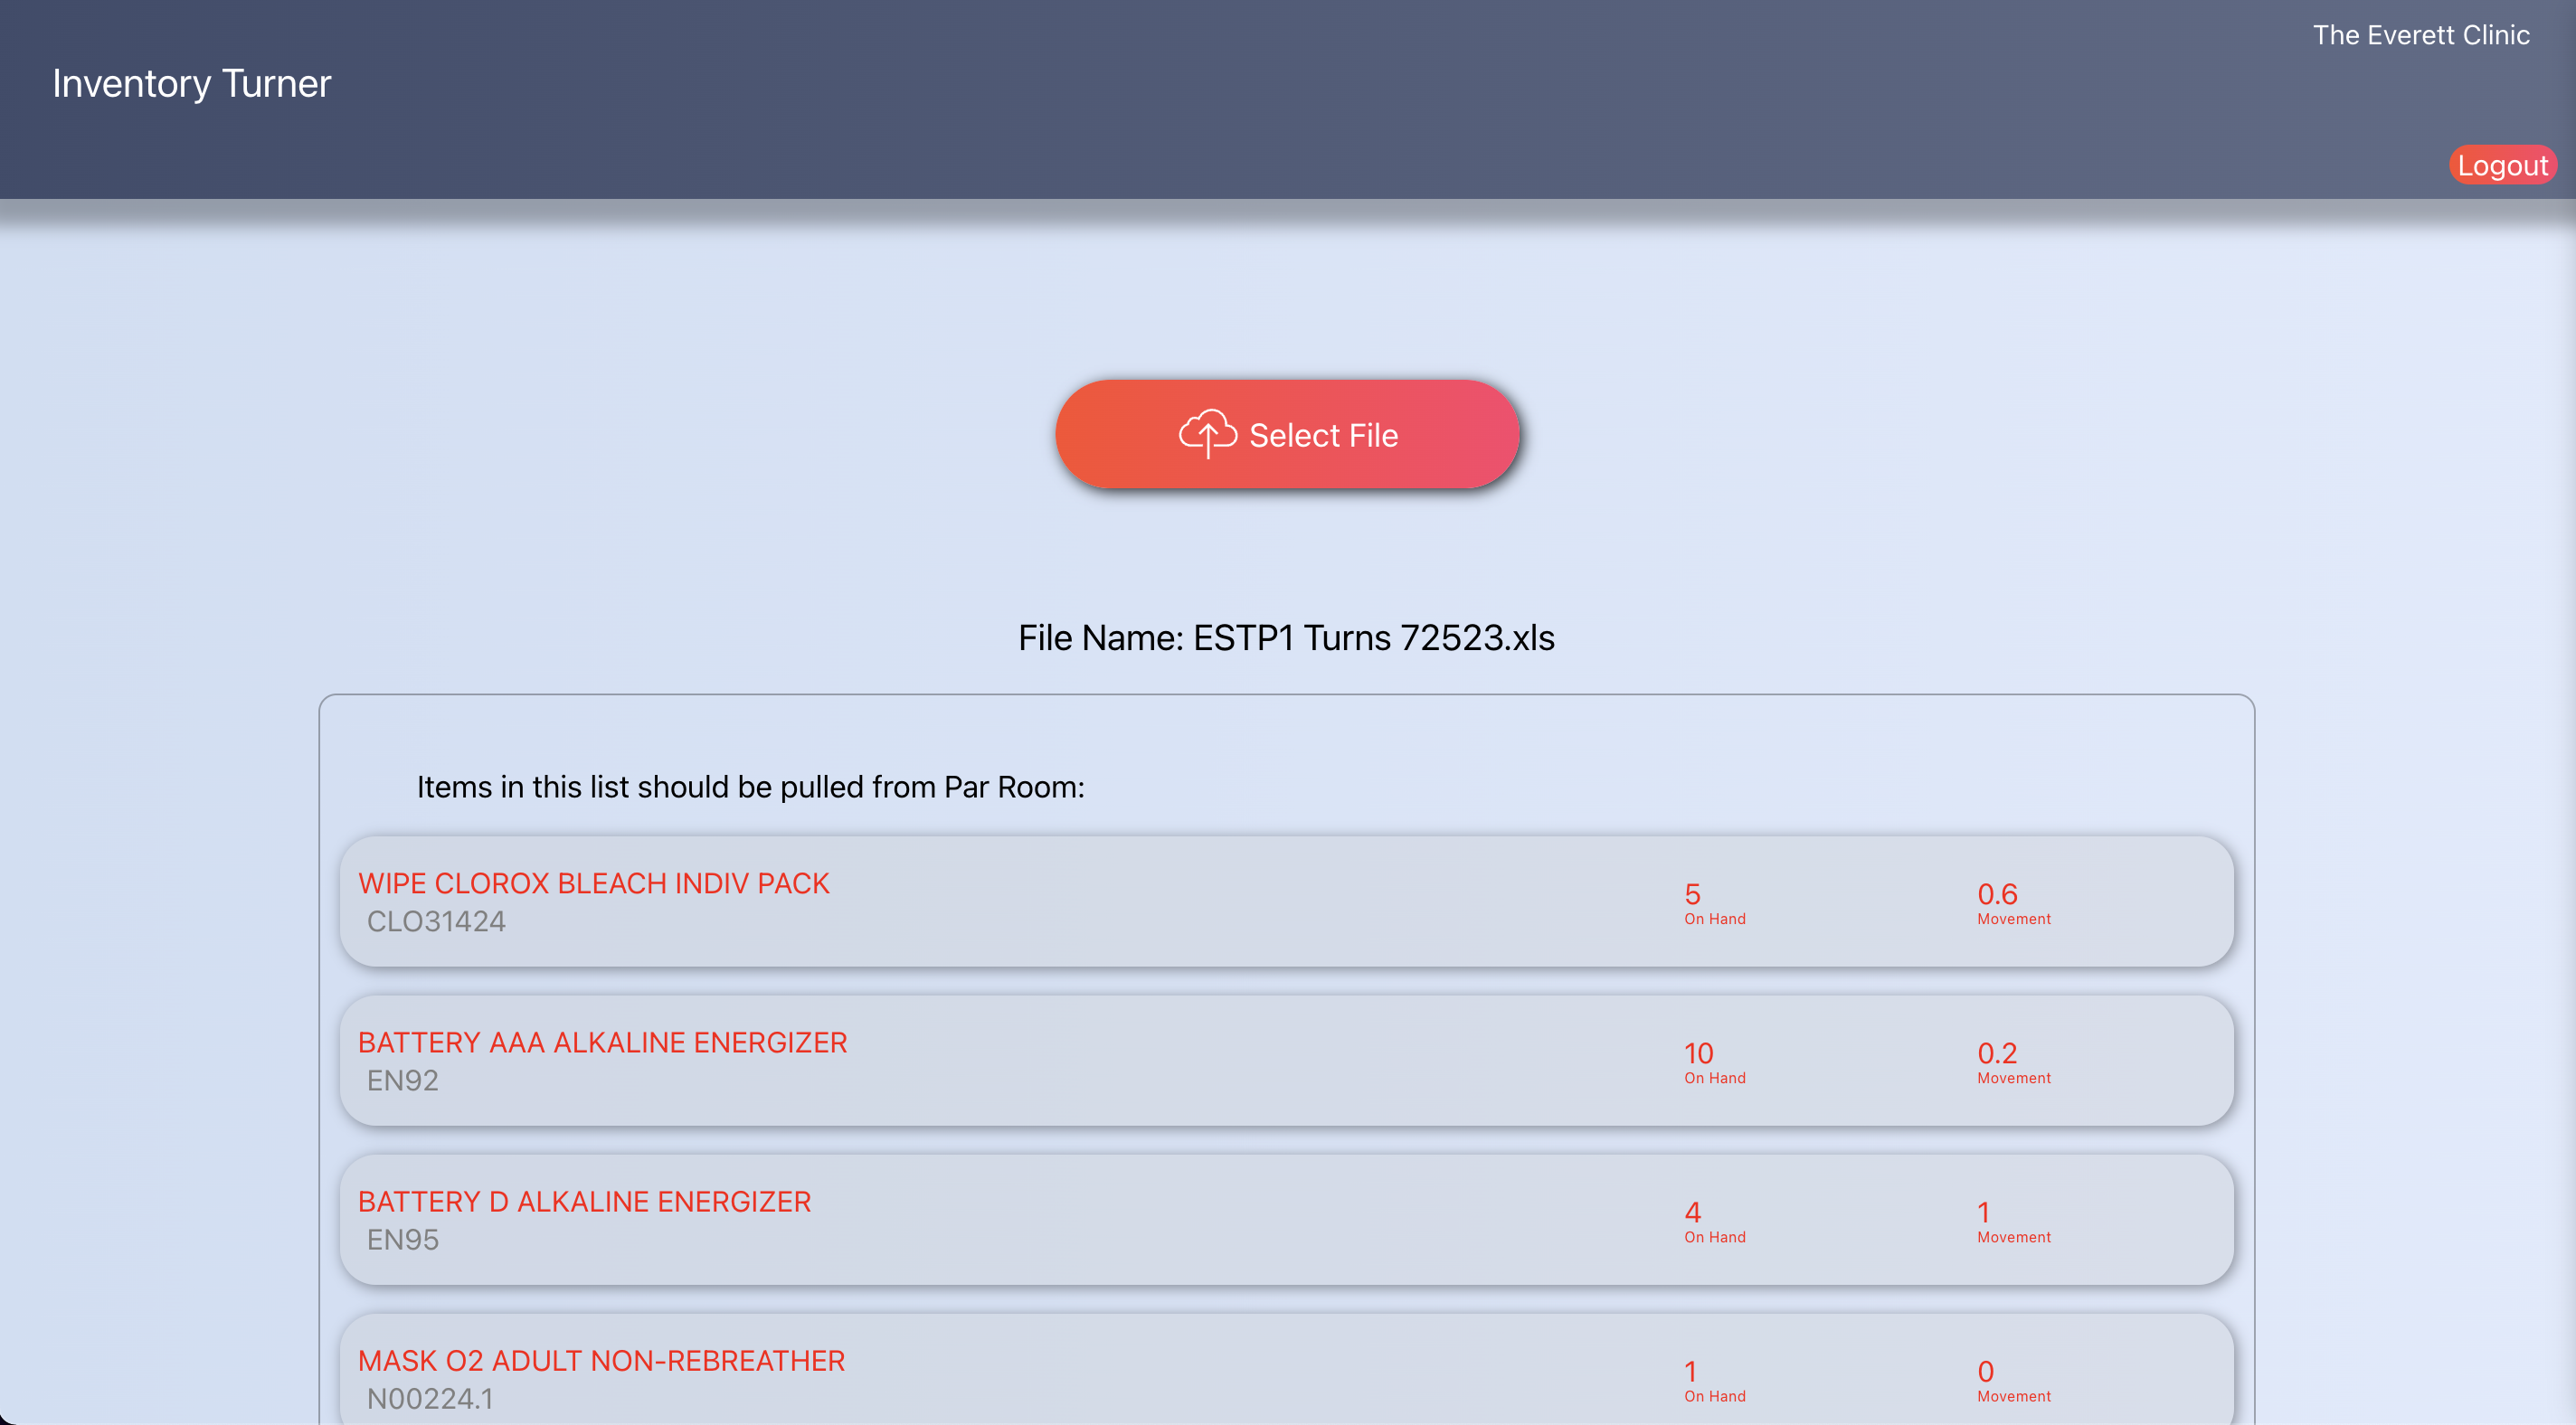 The Everett Clinic
Inventory Turner
Logout
Select File
File Name: ESTP1 Turns 72523.xls
Items in this list should be pulled from Par Room:
WIPE CLOROX BLEACH INDIV PACK
CLO31424
5
On Hand
0.6
Movement
BATTERY AAA ALKALINE ENERGIZER
EN92
10
On Hand
0.2
Movement
BATTERY D ALKALINE ENERGIZER
EN95
4
On Hand
1
Movement
MASK O2 ADULT NON-REBREATHER
N00224.1
1
On Hand
0
Movement